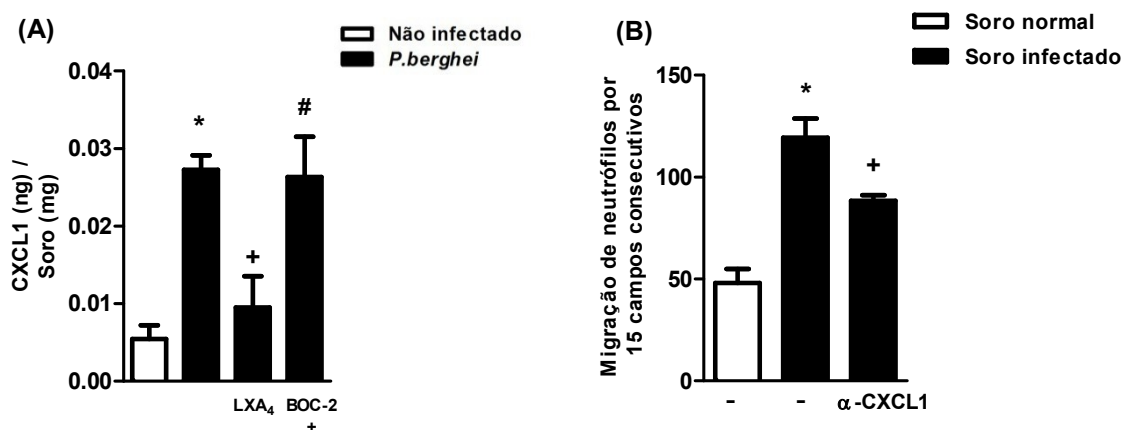 (A)
Não infectado
P.berghei
0.04
0.03
0.02
0.01
0.00
CXCL1 (ng) /
Soro (mg)
*
+
#
LXA₄ BOC-2
+
(B)
Soro normal
Soro infectado
150
100
50
0
Migração de neutrófilos por
15 campos consecutivos
*
+
- - α-CXCL1